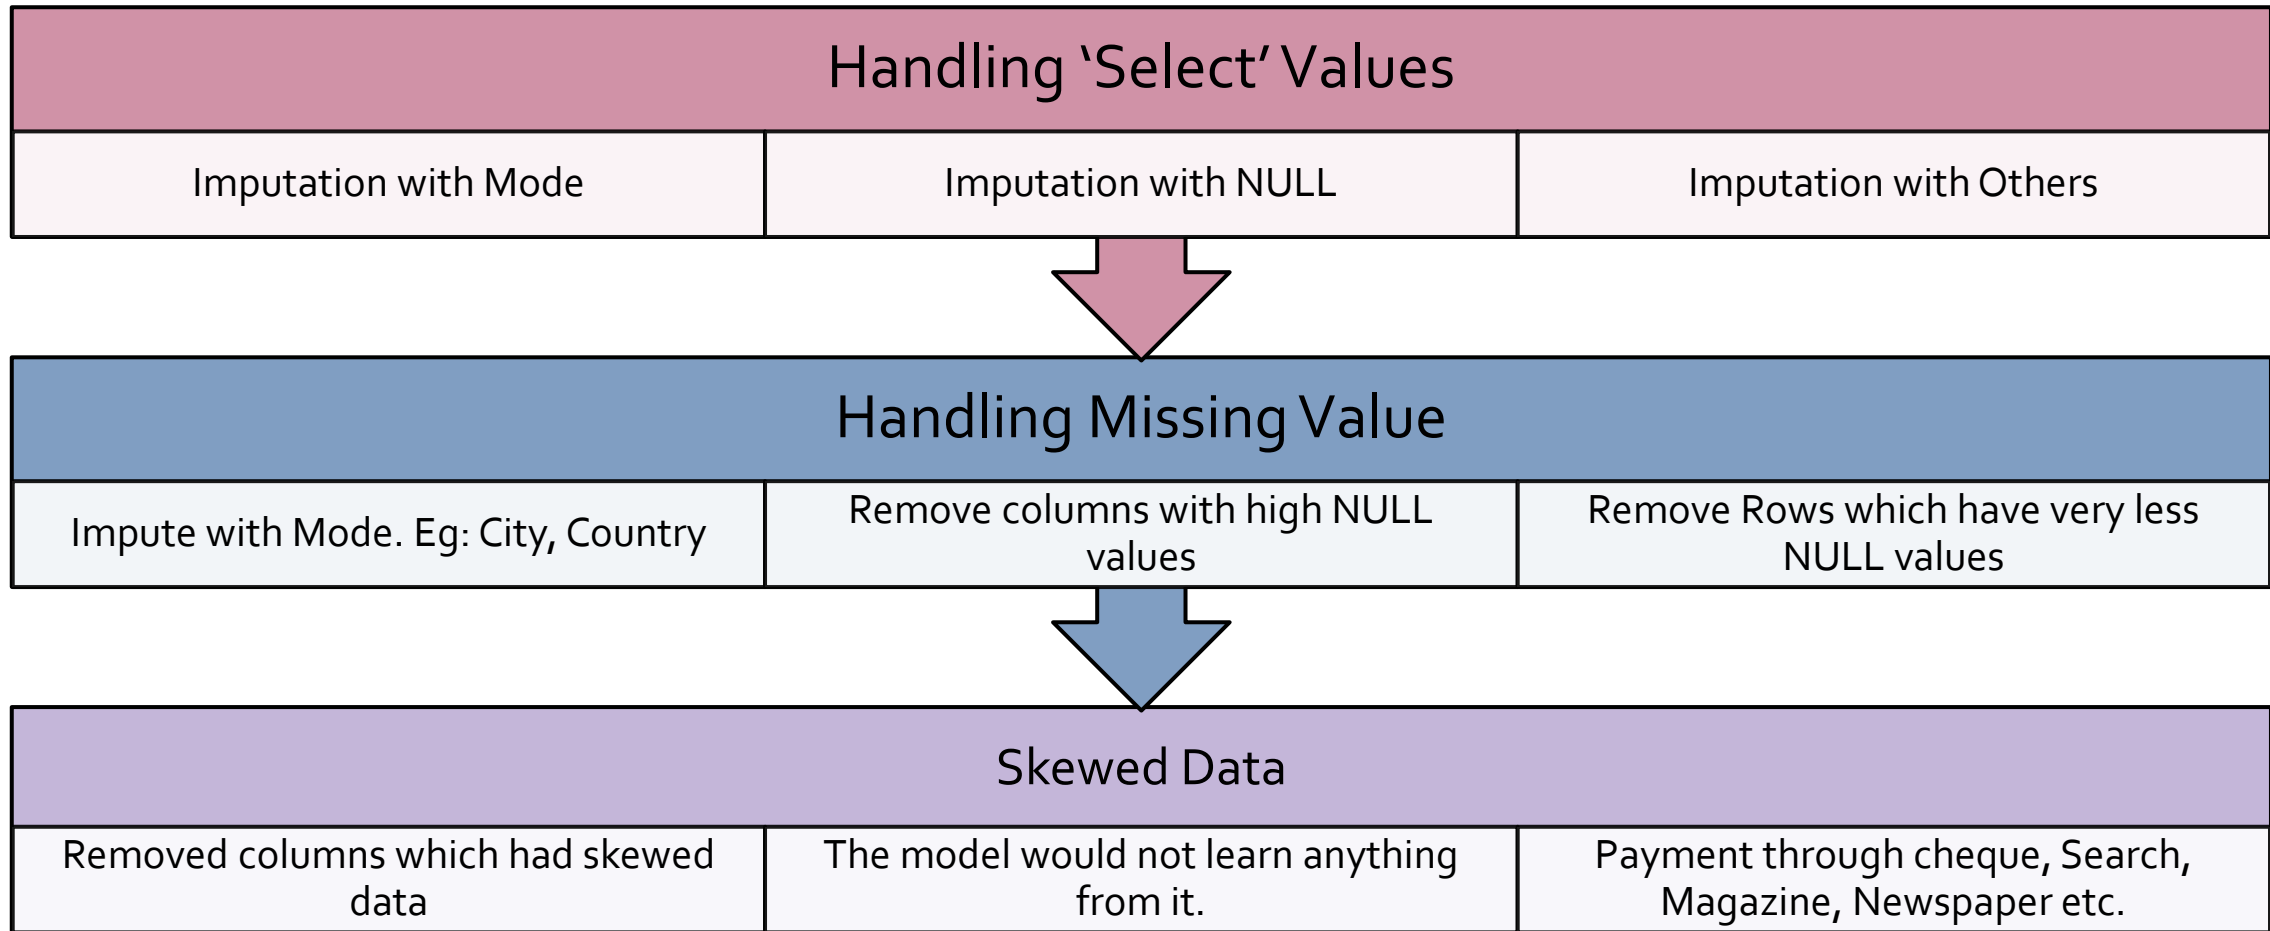 Handling ‘Select’ Values
Imputation with Mode
Imputation with NULL
Imputation with Others
Handling Missing Value
Impute with Mode. Eg: City, Country
Remove columns with high NULL
values
Remove Rows which have very less
NULL values
Skewed Data
Removed columns which had skewed
data
The model would not learn anything
from it.
Payment through cheque, Search,
Magazine, Newspaper etc.